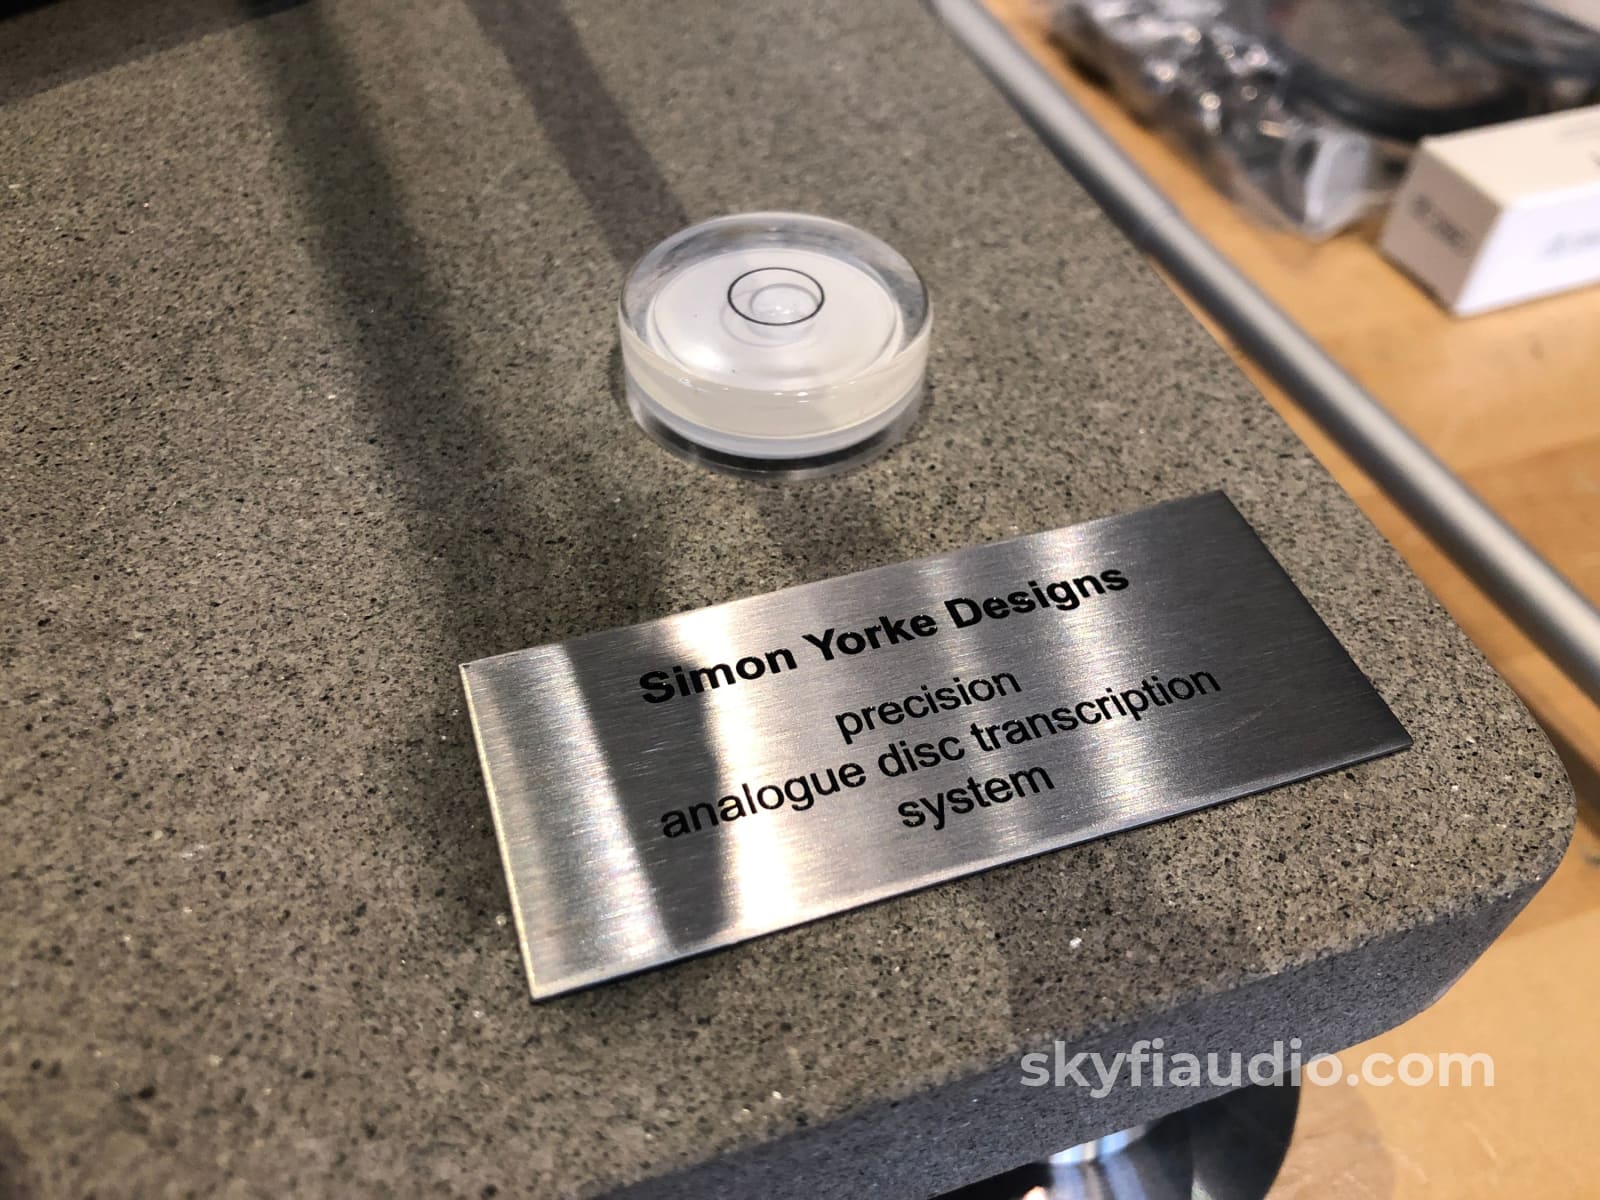 Simon Yorke Designs
precision
analogue disc transcription
system
skyfiaudio.com